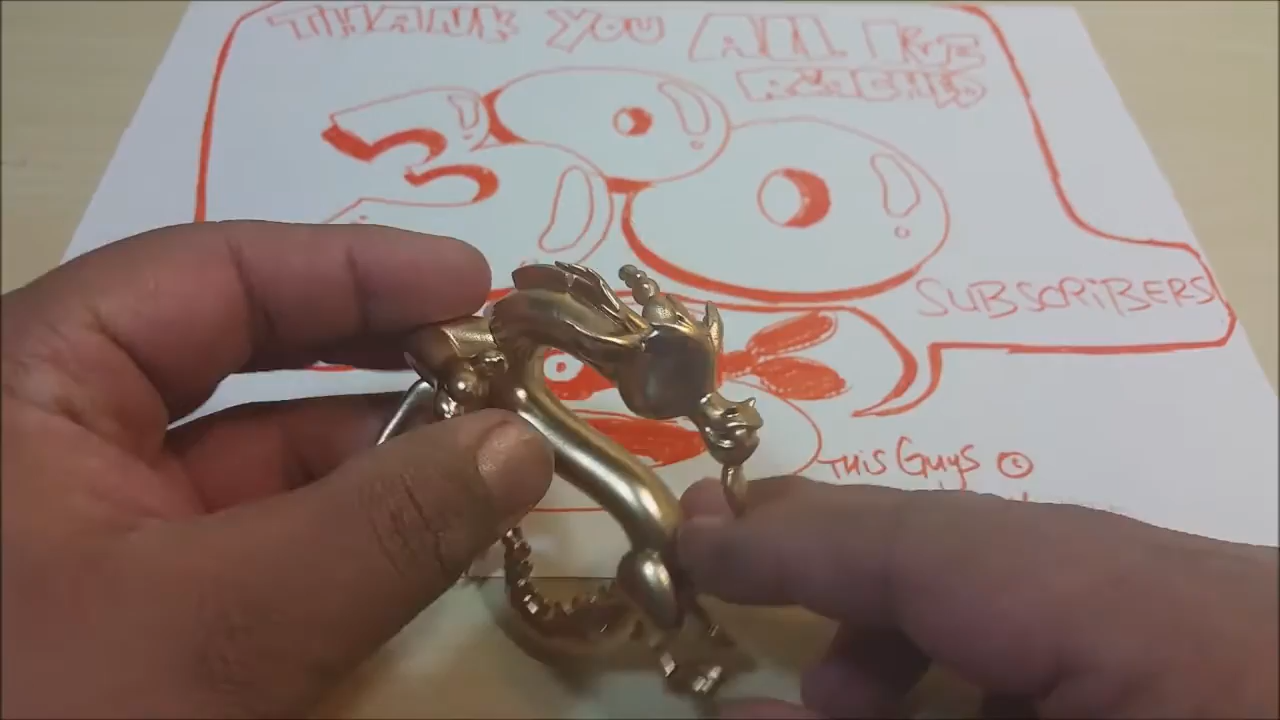 THANK YOU ALL I'VE
REACHED
300
SUBSCRIBERS
THIS GUYS ©